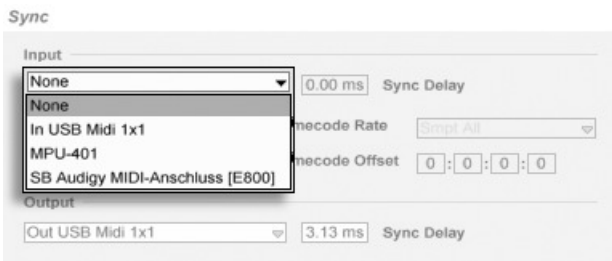 Sync
Input
None 0.00 ms Sync Delay
None
In USB Midi 1x1 mecode Rate Smpt All
MPU-401
mecode Offset 0 : 0 : 0 : 0
SB Audigy MIDI-Anschluss [E800]
Output
Out USB Midi 1x1 3.13 ms Sync Delay